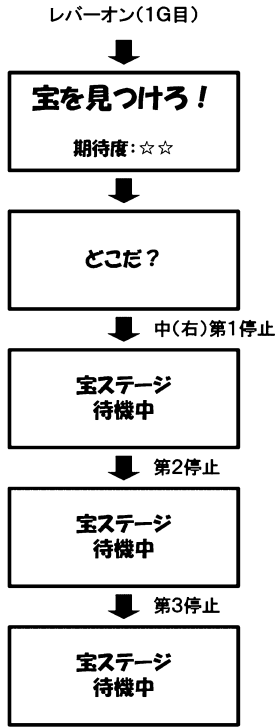 レバーオン(1G目)
宝を見つけろ！
期待度：☆☆
どこだ？
中(右)第1停止
宝ステージ
待機中
第2停止
宝ステージ
待機中
第3停止
宝ステージ
待機中